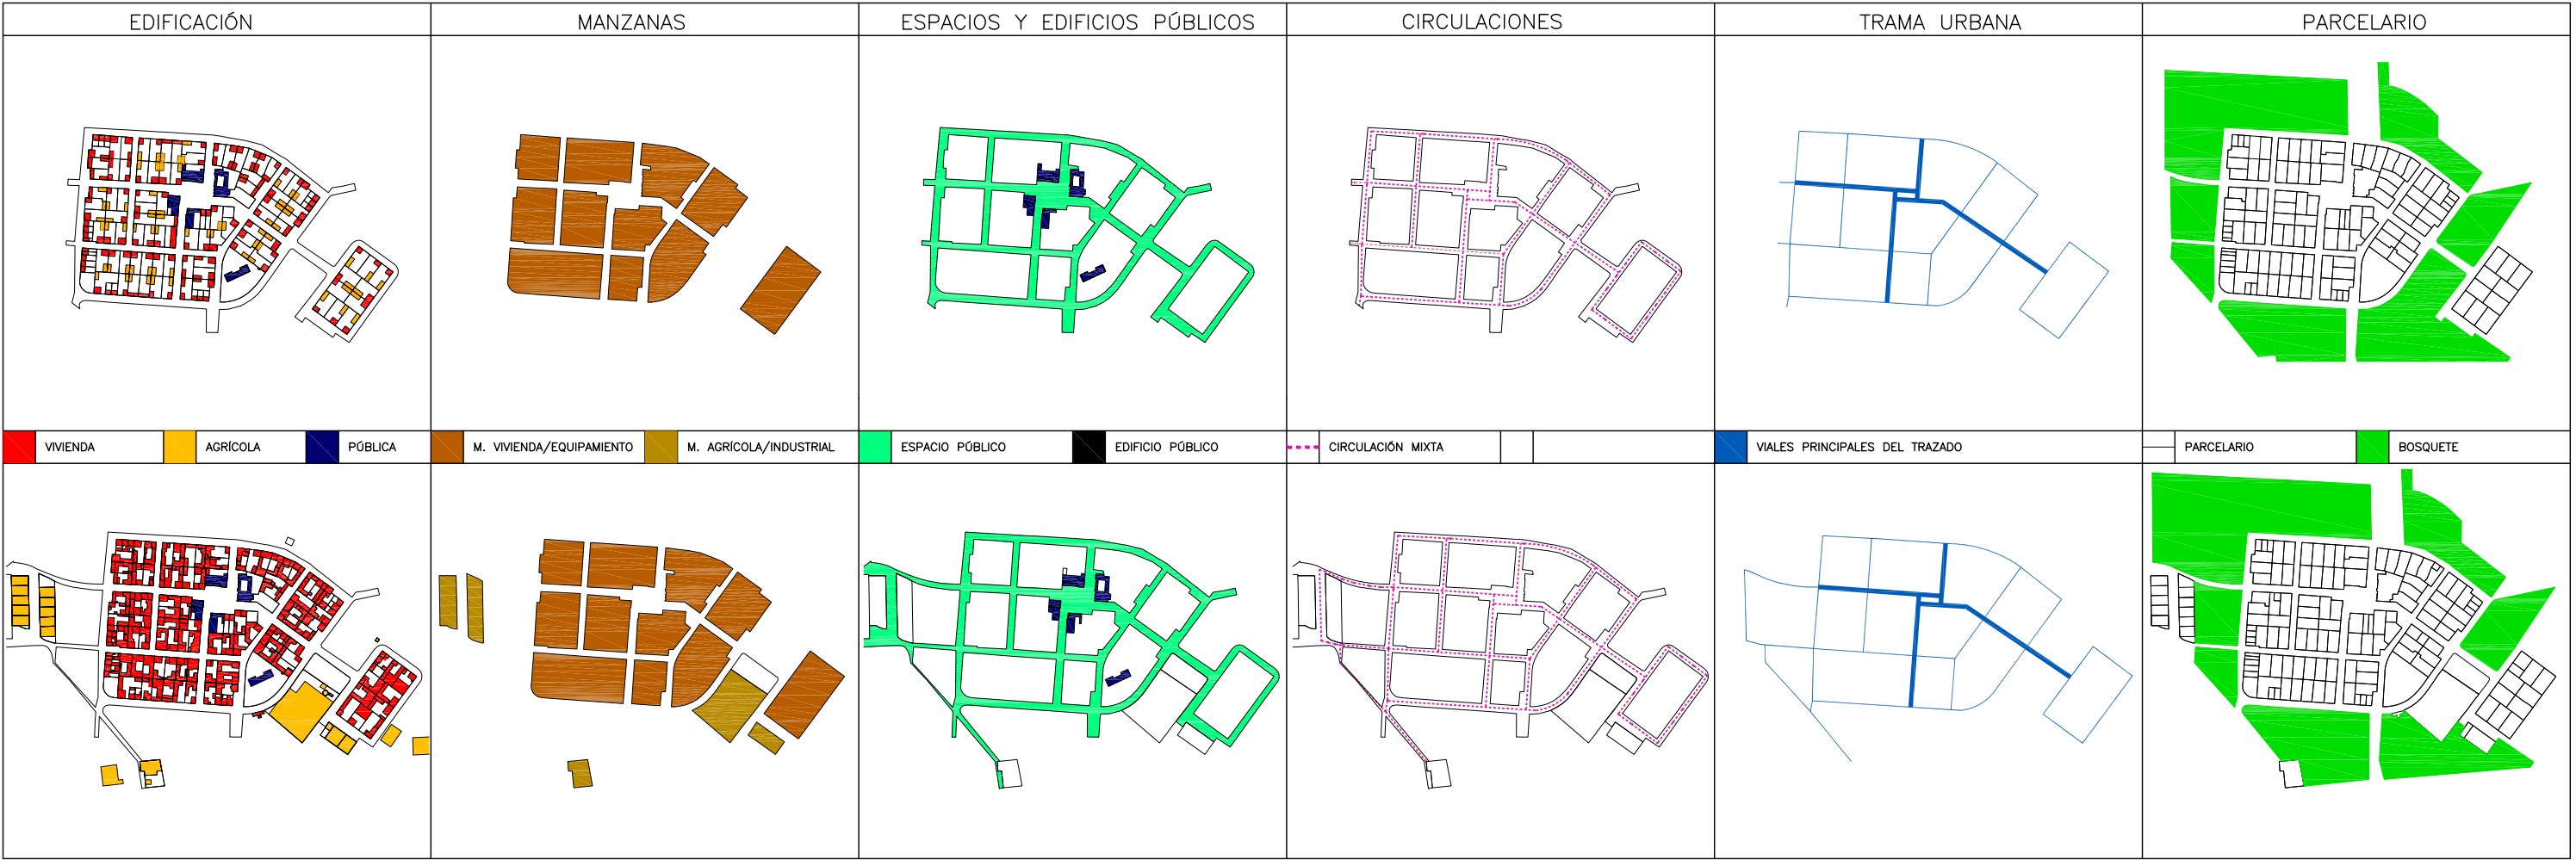 EDIFICACIÓN
MANZANAS
ESPACIOS Y EDIFICIOS PÚBLICOS
CIRCULACIONES
TRAMA URBANA
PARCELARIO
VIVIENDA
AGRÍCOLA
PÚBLICA
M. VIVIENDA/EQUIPAMIENTO
M. AGRÍCOLA/INDUSTRIAL
ESPACIO PÚBLICO
EDIFICIO PÚBLICO
CIRCULACIÓN MIXTA
VIALES PRINCIPALES DEL TRAZADO
PARCELARIO
BOSQUETE